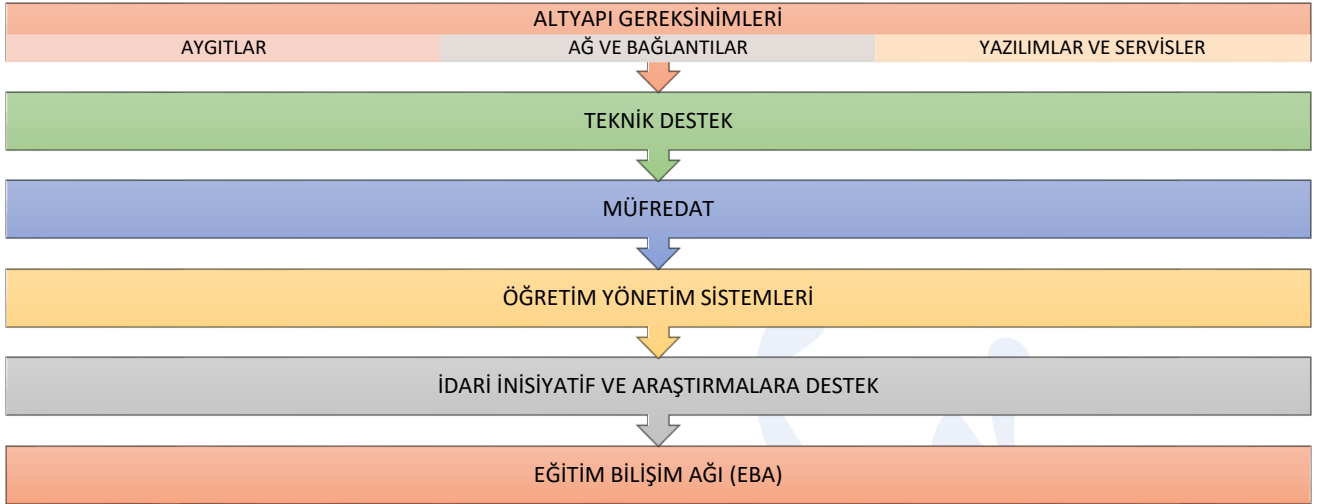 ALTYAPI GEREKSİNİMLERİ
AYGITLAR AĞ VE BAĞLANTILAR YAZILIMLAR VE SERVİSLER
TEKNİK DESTEK
MÜFREDAT
ÖĞRETİM YÖNETİM SİSTEMLERİ
İDARİ İNİSİYATİF VE ARAŞTIRMALARA DESTEK
EĞİTİM BİLİŞİM AĞI (EBA)